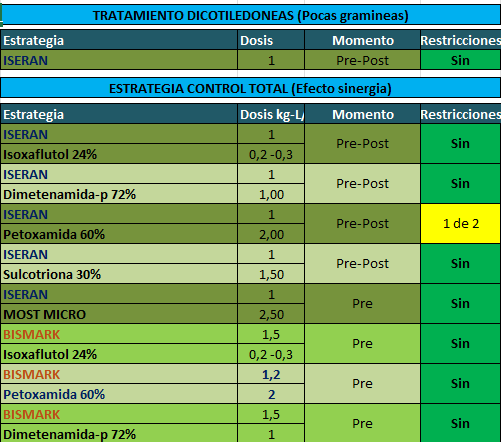 TRATAMIENTO DICOTILEDONEAS (Pocas gramineas)
Estrategia Dosis Momento Restricciones
ISERAN 1 Pre-Post Sin
ESTRATEGIA CONTROL TOTAL (Efecto sinergia)
Estrategia Dosis kg-L/ Momento Restricciones
ISERAN 1 Pre-Post Sin
Isoxaflutol 24% 0,2 -0,3
ISERAN 1 Pre-Post Sin
Dimetenamida-p 72% 1,00
ISERAN 1 Pre-Post 1 de 2
Petoxamida 60% 2,00
ISERAN 1 Pre-Post Sin
Sulcotriona 30% 1,50
ISERAN 1 Pre Sin
MOST MICRO 2,50
BISMARK 1,5 Pre Sin
Isoxaflutol 24% 0,2 -0,3
BISMARK 1,2 Pre Sin
Petoxamida 60% 2
BISMARK 1,5 Pre Sin
Dimetenamida-p 72% 1